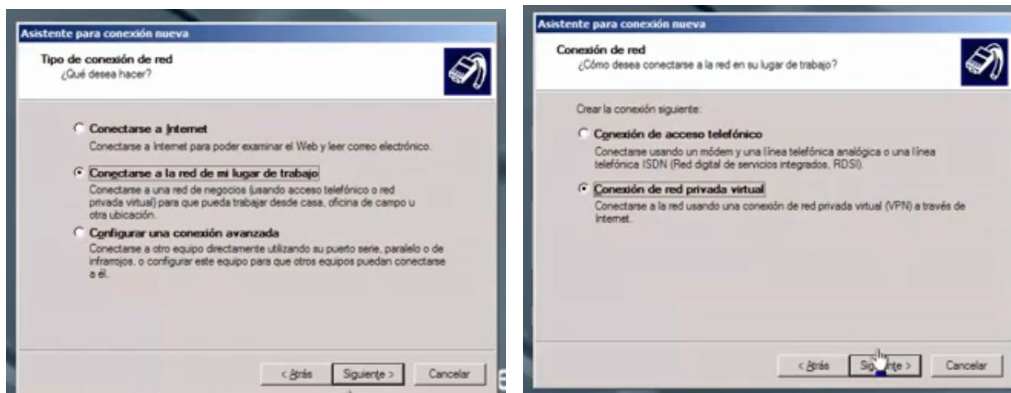 Asistente para conexión nueva
Tipo de conexión de red
¿Qué desea hacer?
Conectarse a Internet
Conectarse a Internet para poder examinar el Web y leer correo electrónico.
Conectarse a la red de mi lugar de trabajo
Conectarse a una red de negocios (usando acceso telefónico o red
privada virtual) para que pueda trabajar desde casa, oficina de campo u
otra ubicación.
Configurar una conexión avanzada
Conectarse a otro equipo directamente utilizando su puerto serie, paralelo o de
infrarrojos, o configurar este equipo para que otros equipos puedan conectarse
a él.
< Atrás
Siguiente >
Cancelar
Asistente para conexión nueva
Conexión de red
¿Cómo desea conectarse a la red en su lugar de trabajo?
Crear la conexión siguiente:
Conexión de acceso telefónico
Conectarse usando un módem y una línea telefónica analógica o una línea
telefónica ISDN (Red digital de servicios integrados, RDSI).
Conexión de red privada virtual
Conectarse a la red usando una conexión de red privada virtual (VPN) a través de
Internet.
< Atrás
Siguiente >
Cancelar